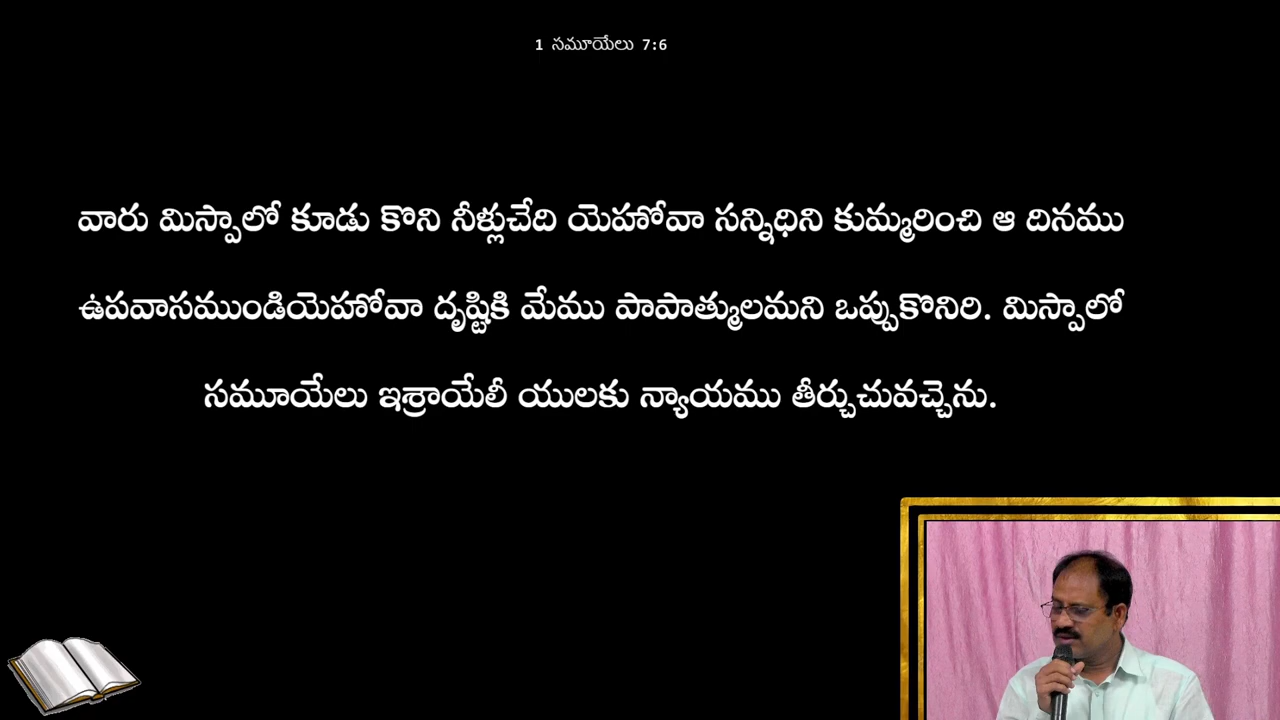 1 సమూయేలు 7:6
వారు మిస్పాలో కూడు కొని నీళ్లుచేది యెహోవా సన్నిధిని కుమ్మరించి ఆ దినము
ఉపవాసముండియెహోవా దృష్టికి మేము పాపాత్ములమని ఒప్పుకొనిరి. మిస్పాలో
సమూయేలు ఇశ్రాయేలీ యులకు న్యాయము తీర్చుచువచ్చెను.